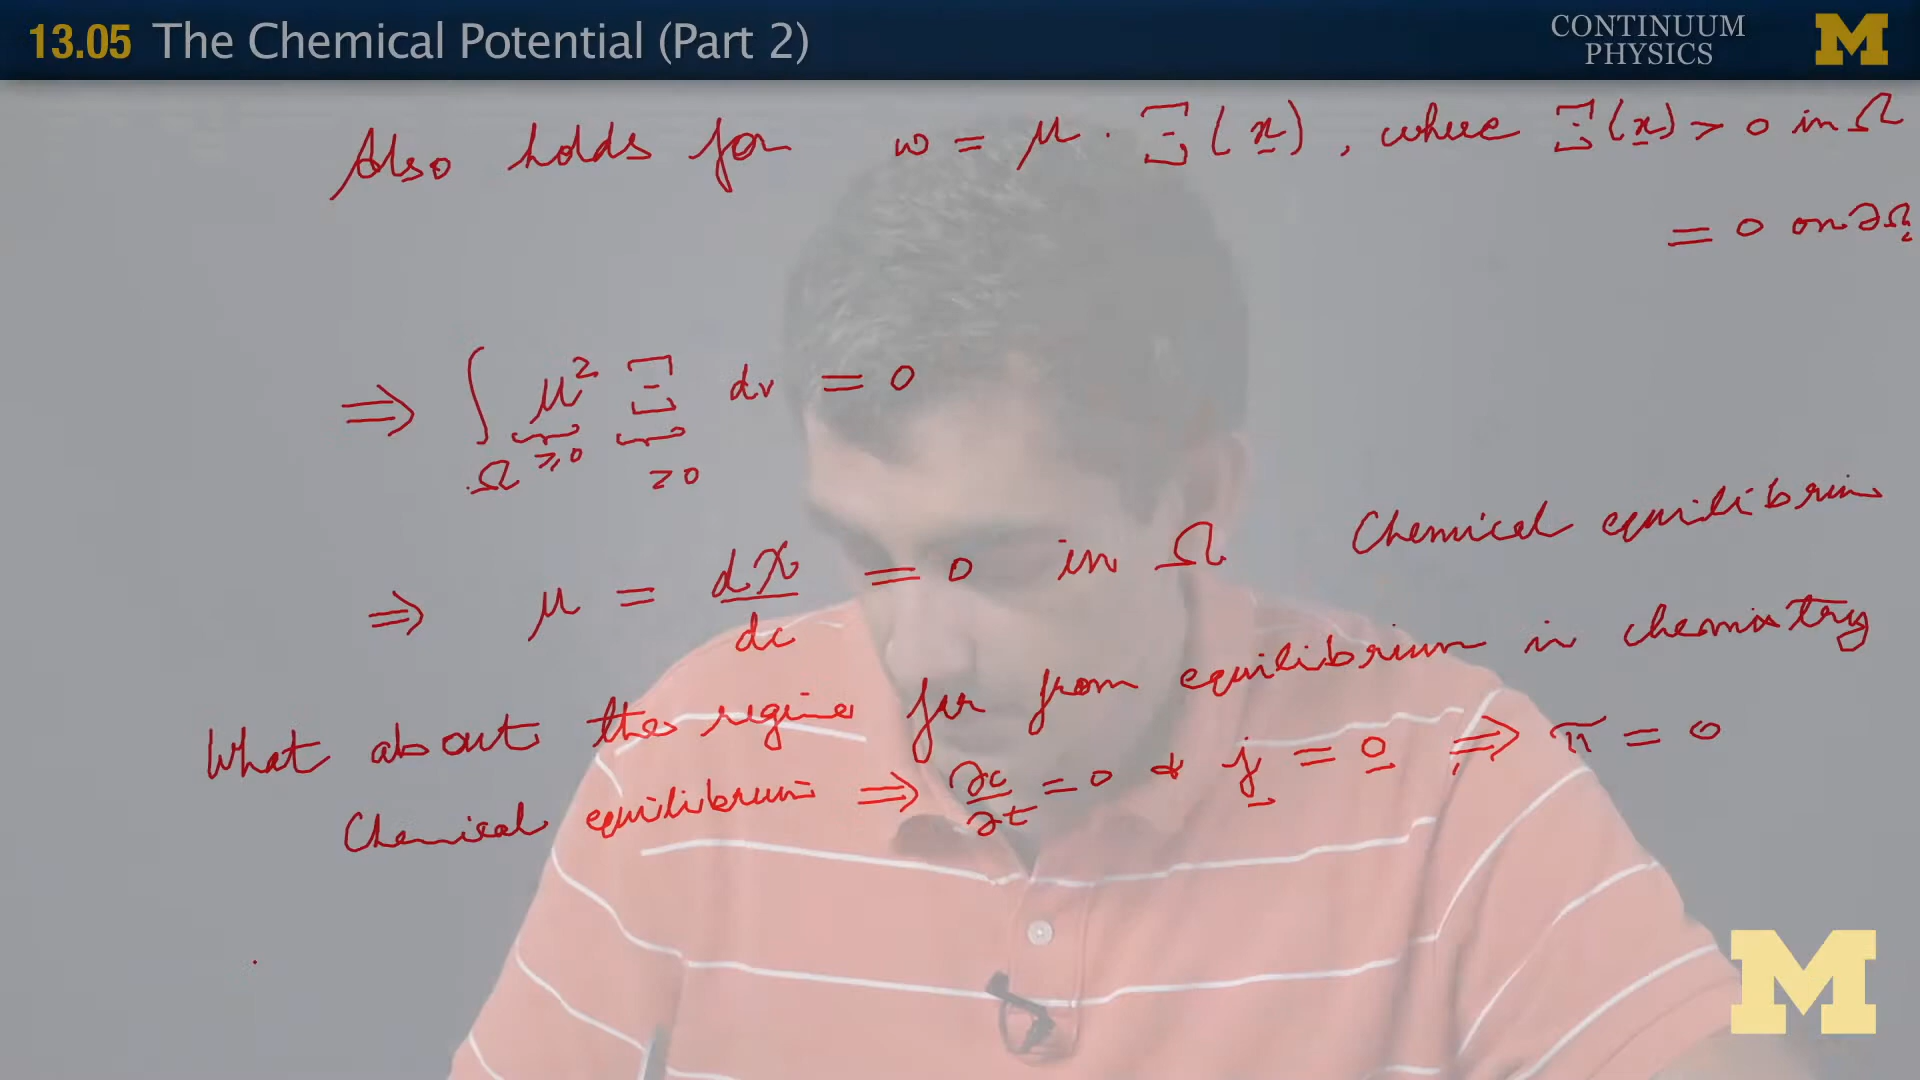 13.05 The Chemical Potential (Part 2)
CONTINUUM
PHYSICS
M
Also holds for w = μ · Ξ(x), where Ξ(x) > 0 in Ω
= 0 on ∂Ω
⇒ ∫_Ω μ² Ξ dv = 0
≥0 >0
⇒ μ = dχ/dc = 0 in Ω Chemical equilibrium
What about the regime far from equilibrium in chemistry
Chemical equilibrium ⇒ ∂c/∂t = 0 & j = 0 ⇒ π = 0
M